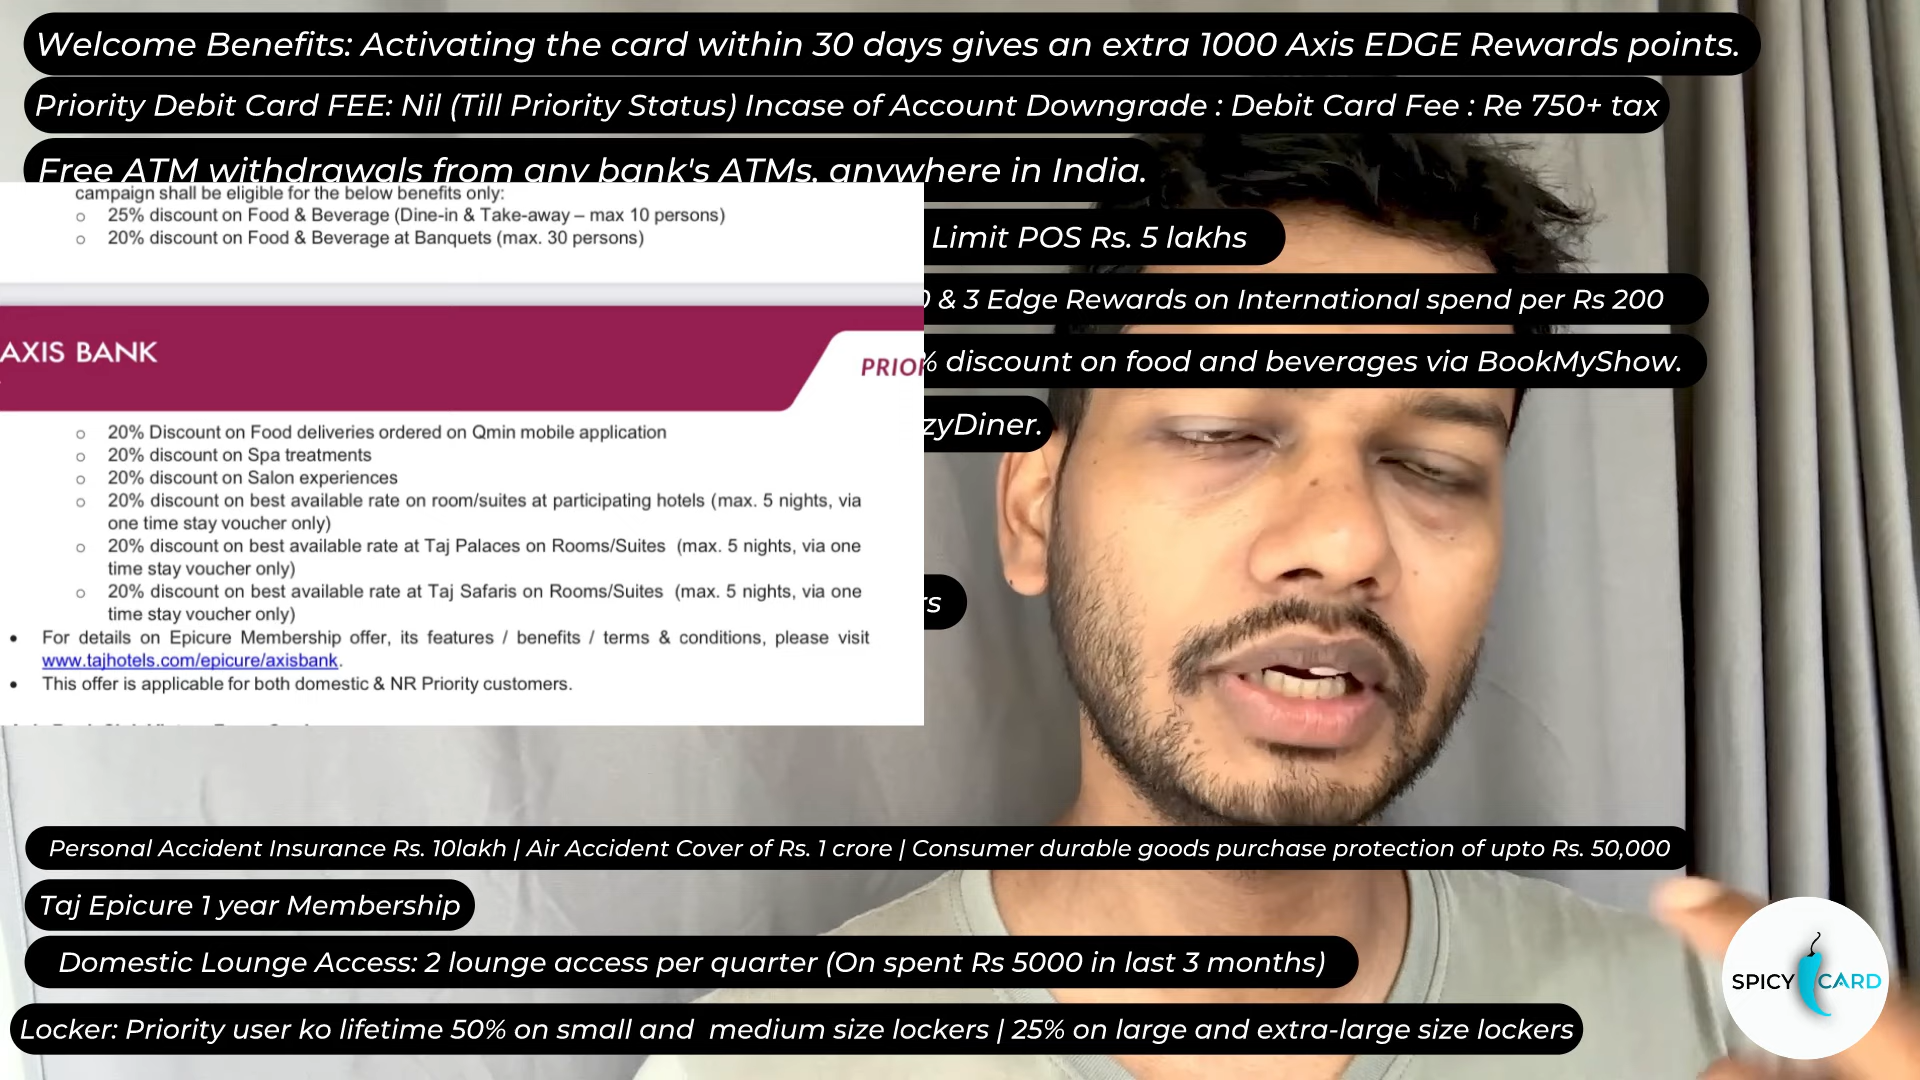 Welcome Benefits: Activating the card within 30 days gives an extra 1000 Axis EDGE Rewards points.
Priority Debit Card FEE: Nil (Till Priority Status) Incase of Account Downgrade : Debit Card Fee : Re 750+ tax
Free ATM withdrawals from any bank's ATMs, anywhere in India.
campaign shall be eligible for the below benefits only:
o 25% discount on Food & Beverage (Dine-in & Take-away – max 10 persons)
o 20% discount on Food & Beverage at Banquets (max. 30 persons)
Limit POS Rs. 5 lakhs
& 3 Edge Rewards on International spend per Rs 200
% discount on food and beverages via BookMyShow.
zyDiner.
rs
AXIS BANK
PRIOR
o 20% Discount on Food deliveries ordered on Qmin mobile application
o 20% discount on Spa treatments
o 20% discount on Salon experiences
o 20% discount on best available rate on room/suites at participating hotels (max. 5 nights, via
one time stay voucher only)
o 20% discount on best available rate at Taj Palaces on Rooms/Suites (max. 5 nights, via one
time stay voucher only)
o 20% discount on best available rate at Taj Safaris on Rooms/Suites (max. 5 nights, via one
time stay voucher only)
• For details on Epicure Membership offer, its features / benefits / terms & conditions, please visit
www.tajhotels.com/epicure/axisbank.
• This offer is applicable for both domestic & NR Priority customers.
Personal Accident Insurance Rs. 10lakh | Air Accident Cover of Rs. 1 crore | Consumer durable goods purchase protection of upto Rs. 50,000
Taj Epicure 1 year Membership
Domestic Lounge Access: 2 lounge access per quarter (On spent Rs 5000 in last 3 months)
SPICY CARD
Locker: Priority user ko lifetime 50% on small and medium size lockers | 25% on large and extra-large size lockers